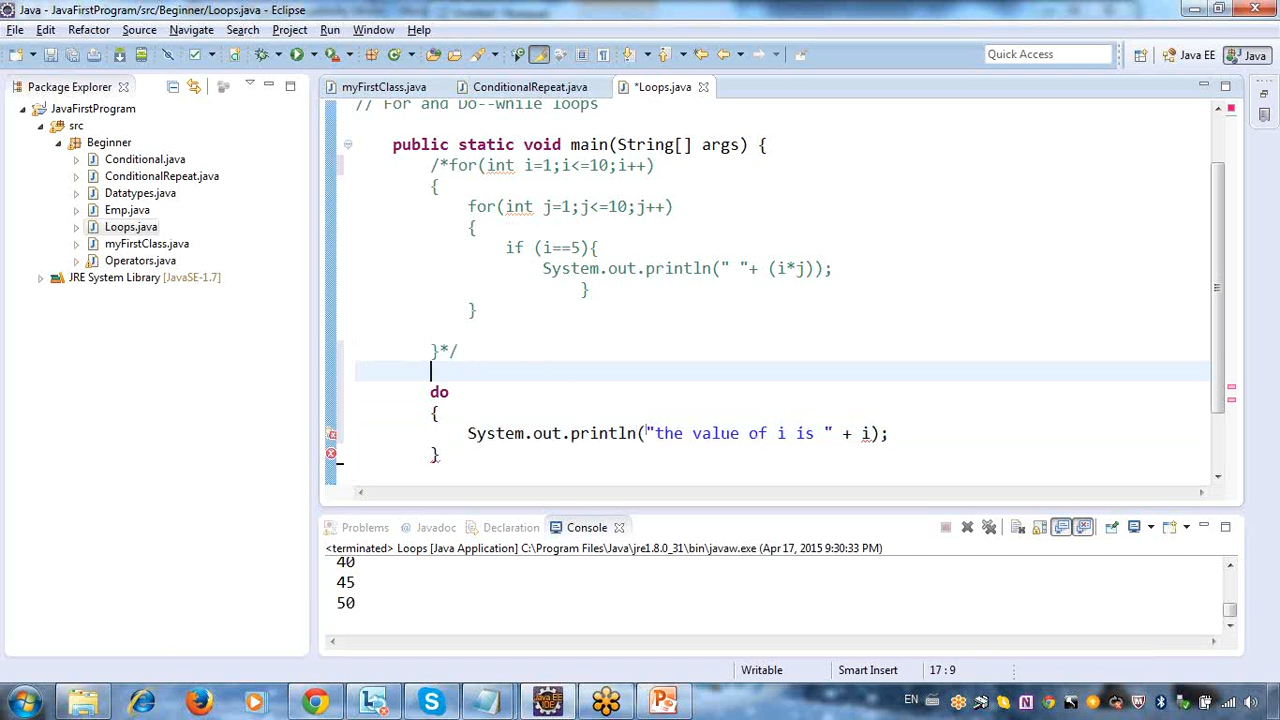 Java - JavaFirstProgram/src/Beginner/Loops.java - Eclipse
File Edit Refactor Source Navigate Search Project Run Window Help
Quick Access
Java EE
Java
Package Explorer
myFirstClass.java
ConditionalRepeat.java
*Loops.java
JavaFirstProgram
src
Beginner
Conditional.java
ConditionalRepeat.java
Datatypes.java
Emp.java
Loops.java
myFirstClass.java
Operators.java
JRE System Library [JavaSE-1.7]
// For and Do--while loops
public static void main(String[] args) {
/*for(int i=1;i<=10;i++)
{
for(int j=1;j<=10;j++)
{
if (i==5){
System.out.println(" "+ (i*j));
}
}
}*/
do
{
System.out.println("the value of i is " + i);
}
Problems
Javadoc
Declaration
Console
<terminated> Loops [Java Application] C:\Program Files\Java\jre1.8.0_31\bin\javaw.exe (Apr 17, 2015 9:30:33 PM)
40
45
50
Writable
Smart Insert
17:9
EN